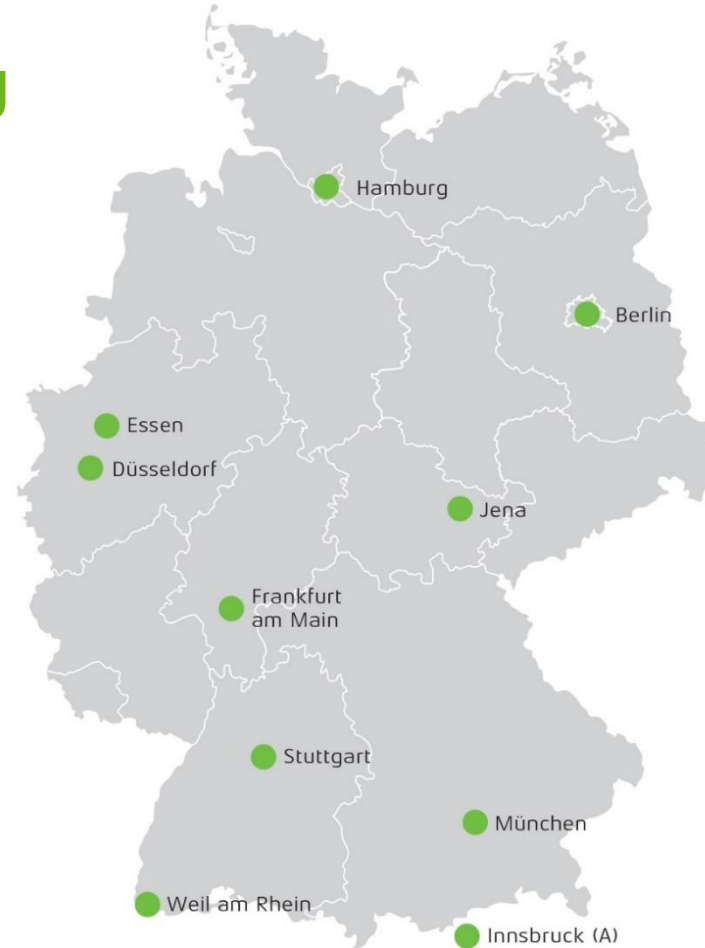 Hamburg
Berlin
Essen
Düsseldorf
Jena
Frankfurt
am Main
Stuttgart
München
Weil am Rhein
Innsbruck (A)